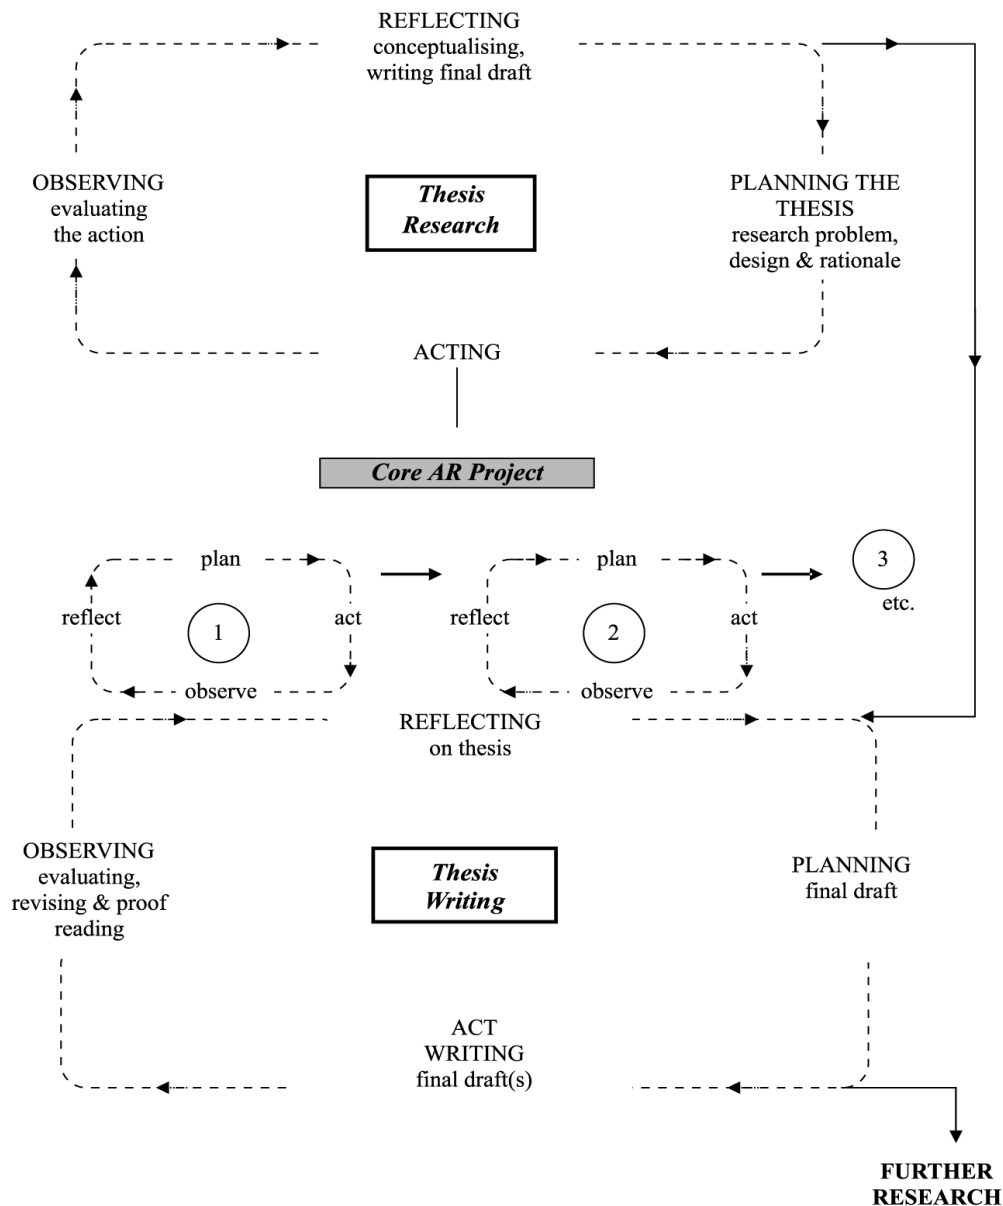 REFLECTING
conceptualising,
writing final draft
OBSERVING
evaluating
the action
Thesis
Research
PLANNING THE
THESIS
research problem,
design & rationale
ACTING
Core AR Project
plan
reflect
1
act
observe
plan
reflect
2
act
observe
3
etc.
REFLECTING
on thesis
OBSERVING
evaluating,
revising & proof
reading
Thesis
Writing
PLANNING
final draft
ACT
WRITING
final draft(s)
FURTHER
RESEARCH